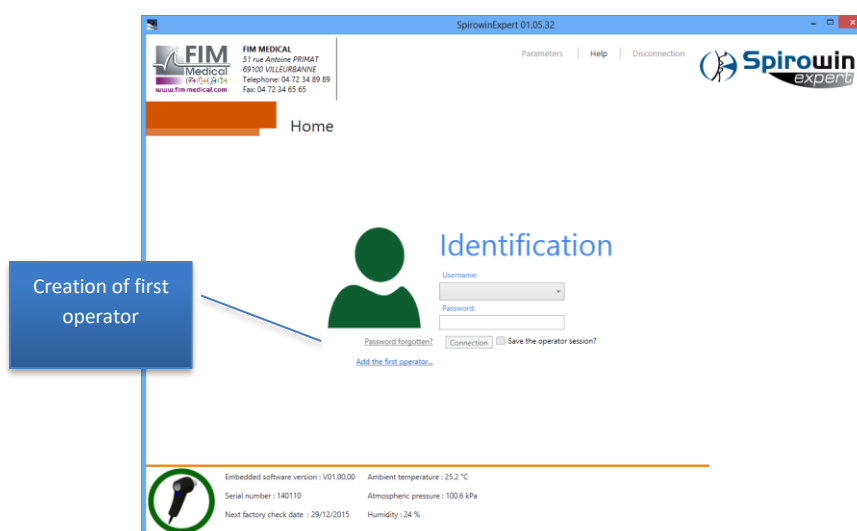 SpirowinExpert 01.05.32
FIM
Medical
www.fim-medical.com
FIM MEDICAL
51 rue Antoine PRIMAT
69100 VILLEURBANNE
Telephone: 04 72 34 89 89
Fax: 04 72 34 65 65
Parameters Help Disconnection
Spirowin
expert
Home
Identification
Username:
Password:
Creation of first
operator
Password forgotten? Connection Save the operator session?
Add the first operator...
Embedded software version : V01.00.00 Ambient temperature : 25.2 °C
Serial number : 140110 Atmospheric pressure : 100.6 kPa
Next factory check date : 29/12/2015 Humidity : 24 %